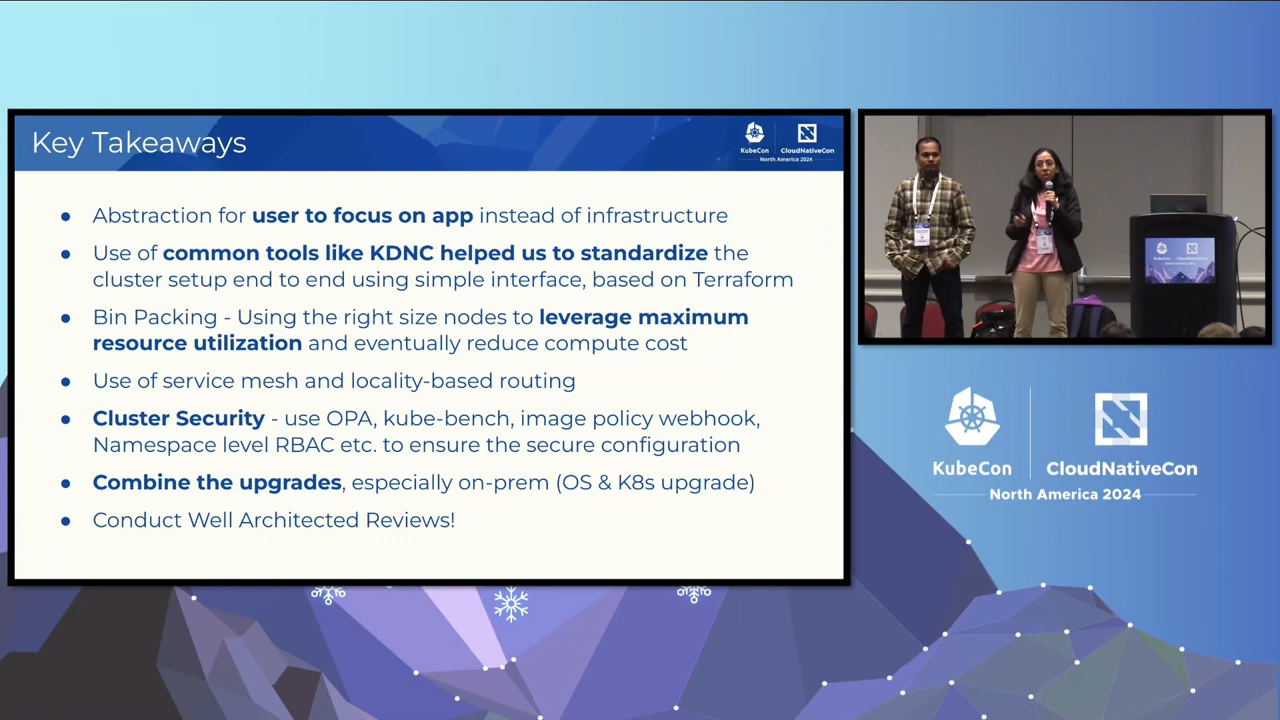 Key Takeaways
KubeCon
CloudNativeCon
North America 2024
● Abstraction for user to focus on app instead of infrastructure
● Use of common tools like KDNC helped us to standardize the
cluster setup end to end using simple interface, based on Terraform
● Bin Packing - Using the right size nodes to leverage maximum
resource utilization and eventually reduce compute cost
● Use of service mesh and locality-based routing
● Cluster Security - use OPA, kube-bench, image policy webhook,
Namespace level RBAC etc. to ensure the secure configuration
● Combine the upgrades, especially on-prem (OS & K8s upgrade)
● Conduct Well Architected Reviews!
KubeCon
CloudNativeCon
North America 2024